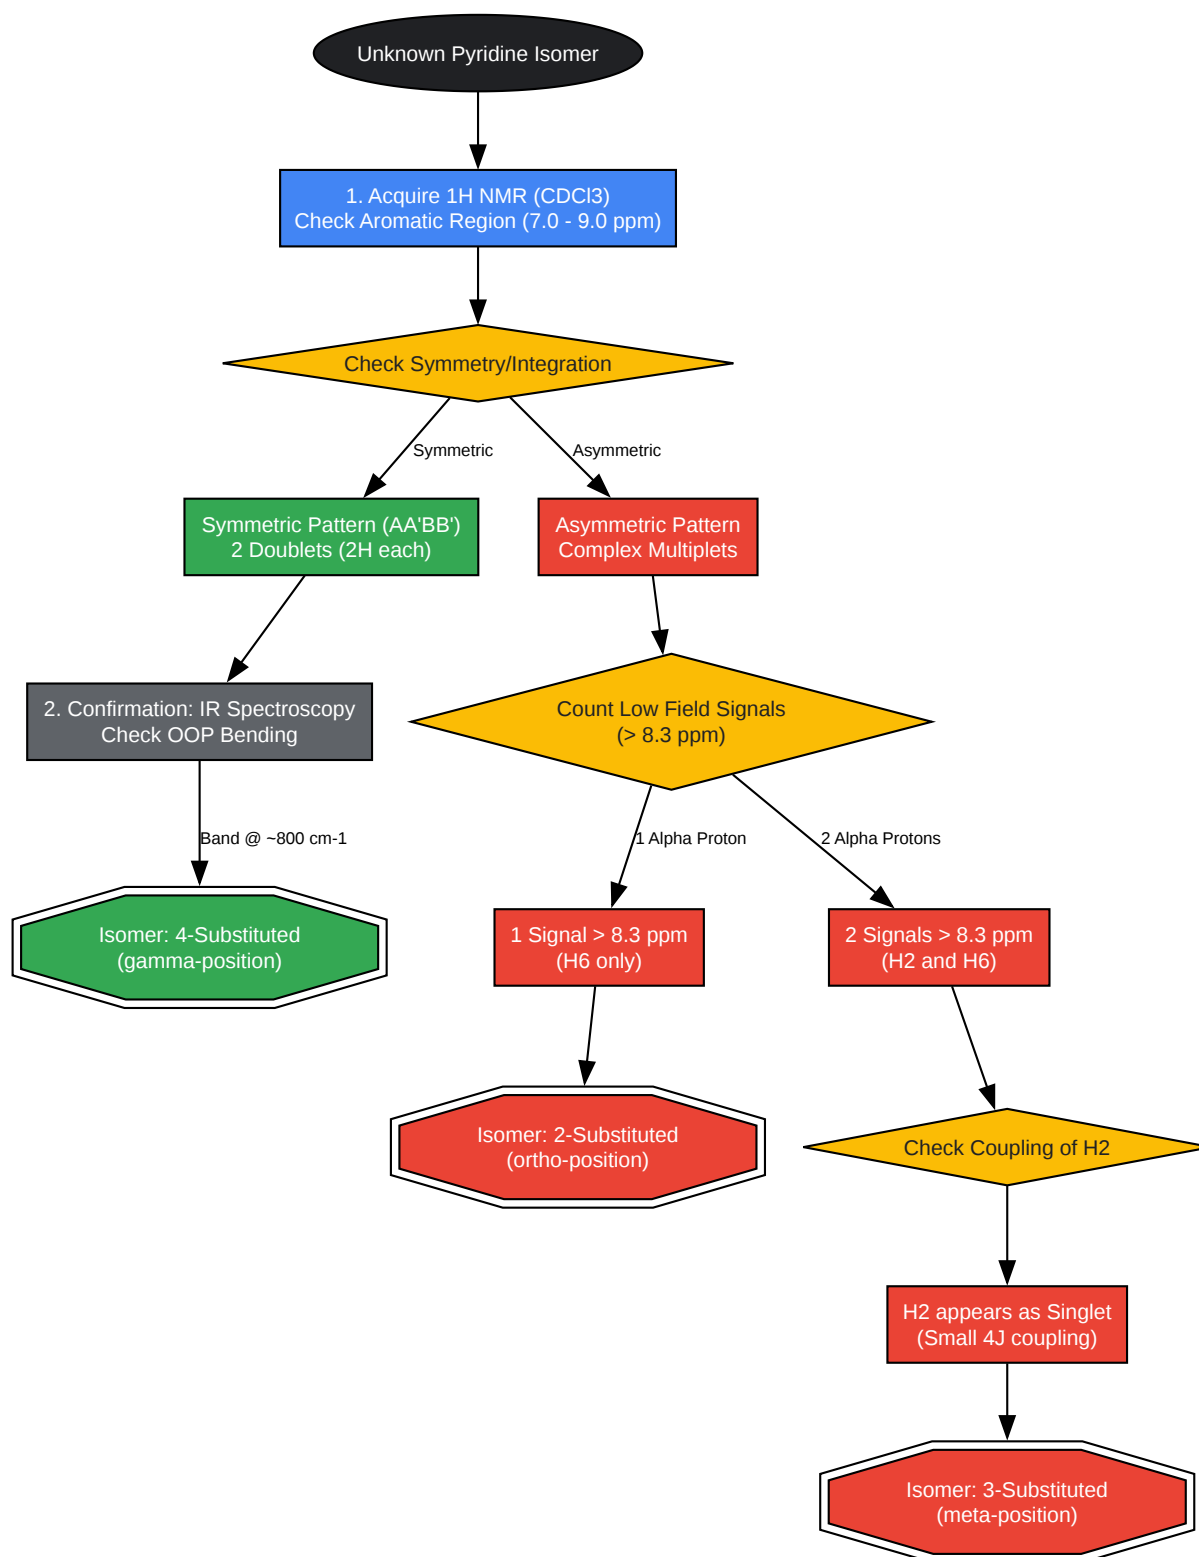 Unknown Pyridine Isomer
1. Acquire 1H NMR (CDCl3)
Check Aromatic Region (7.0 - 9.0 ppm)
Check Symmetry/Integration
Symmetric
Asymmetric
Symmetric Pattern (AA'BB')
2 Doublets (2H each)
Asymmetric Pattern
Complex Multiplets
2. Confirmation: IR Spectroscopy
Check OOP Bending
Count Low Field Signals
(> 8.3 ppm)
Band @ ~800 cm-1
1 Alpha Proton
2 Alpha Protons
Isomer: 4-Substituted
(gamma-position)
1 Signal > 8.3 ppm
(H6 only)
2 Signals > 8.3 ppm
(H2 and H6)
Isomer: 2-Substituted
(ortho-position)
Check Coupling of H2
H2 appears as Singlet
(Small 4J coupling)
Isomer: 3-Substituted
(meta-position)